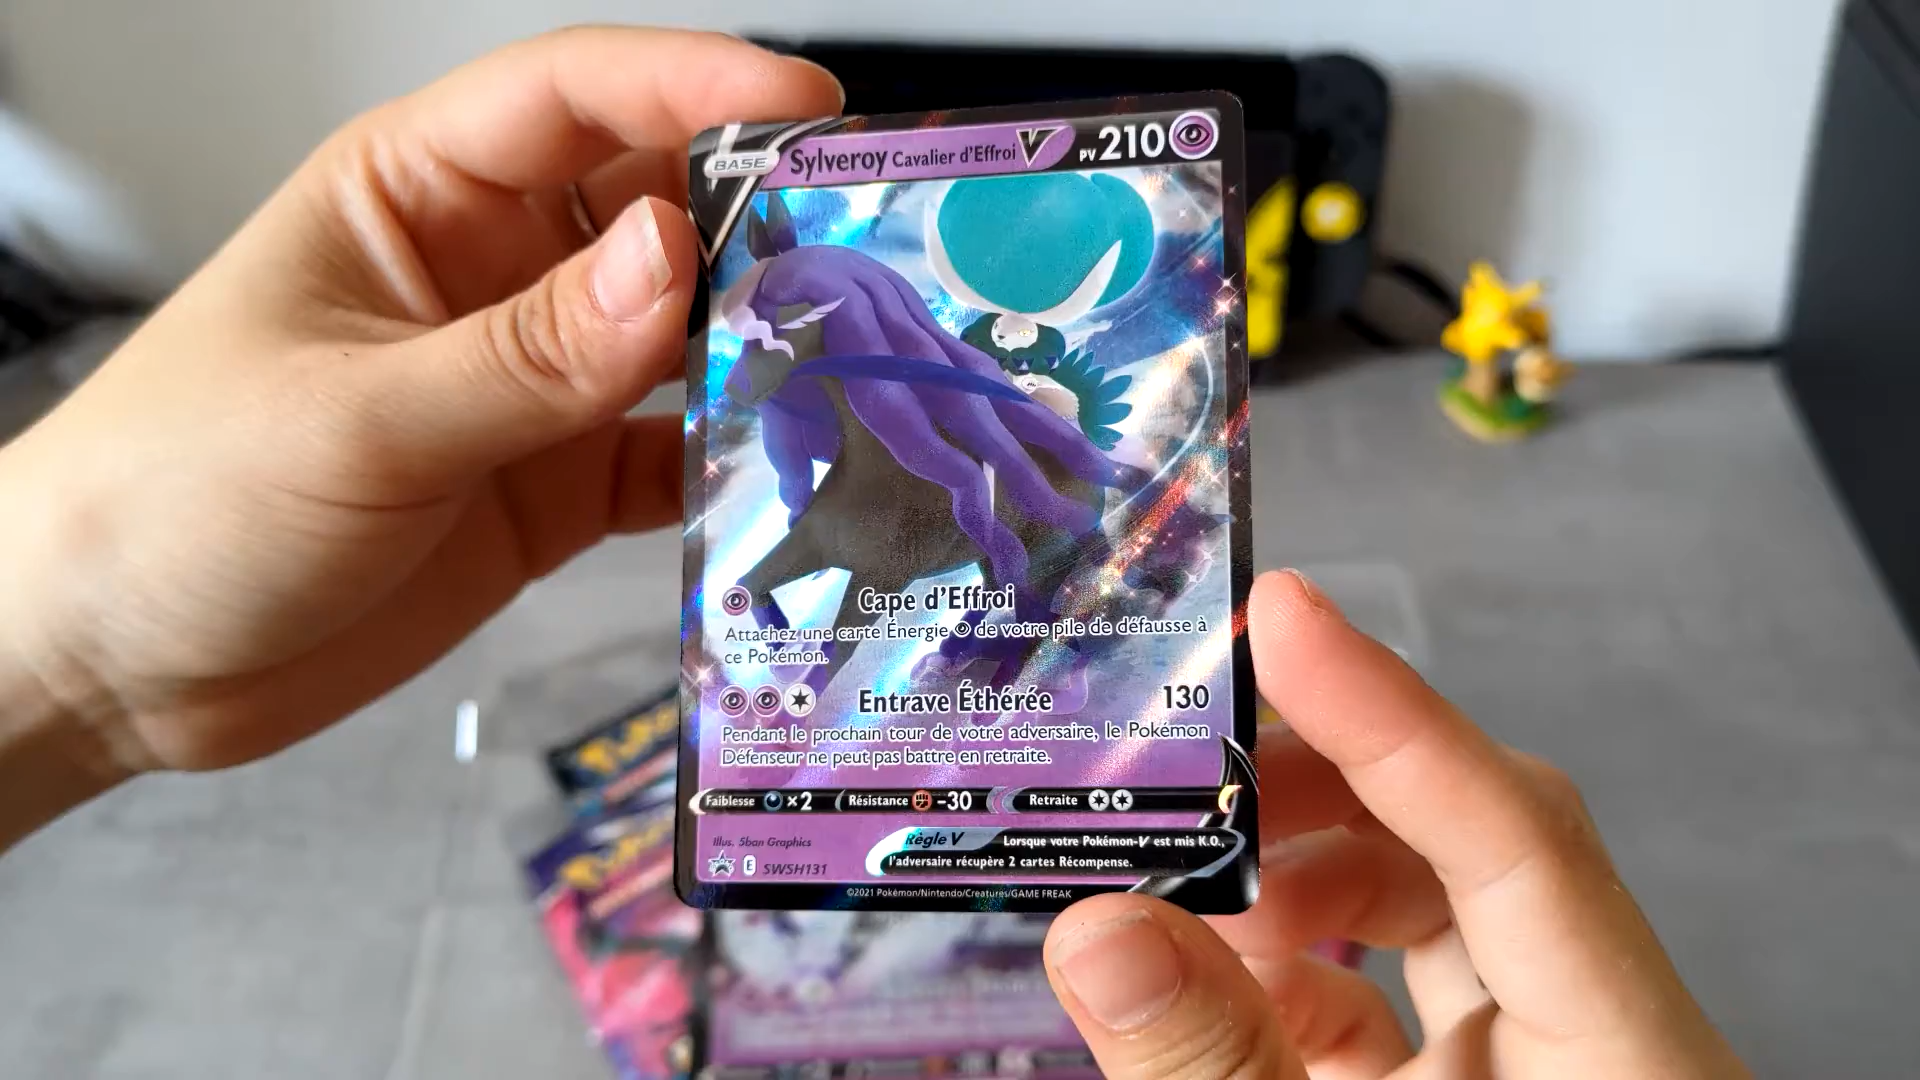 BASE Sylveroy Cavalier d'Effroi V PV 210
Cape d'Effroi
Attachez une carte Énergie de votre pile de défausse à
ce Pokémon.
Entrave Éthérée 130
Pendant le prochain tour de votre adversaire, le Pokémon
Défenseur ne peut pas battre en retraite.
Faiblesse ×2 Résistance -30 Retraite
Illus. 5ban Graphics
Règle V Lorsque votre Pokémon-V est mis K.O.,
l'adversaire récupère 2 cartes Récompense.
E SWSH131
©2021 Pokémon/Nintendo/Creatures/GAME FREAK